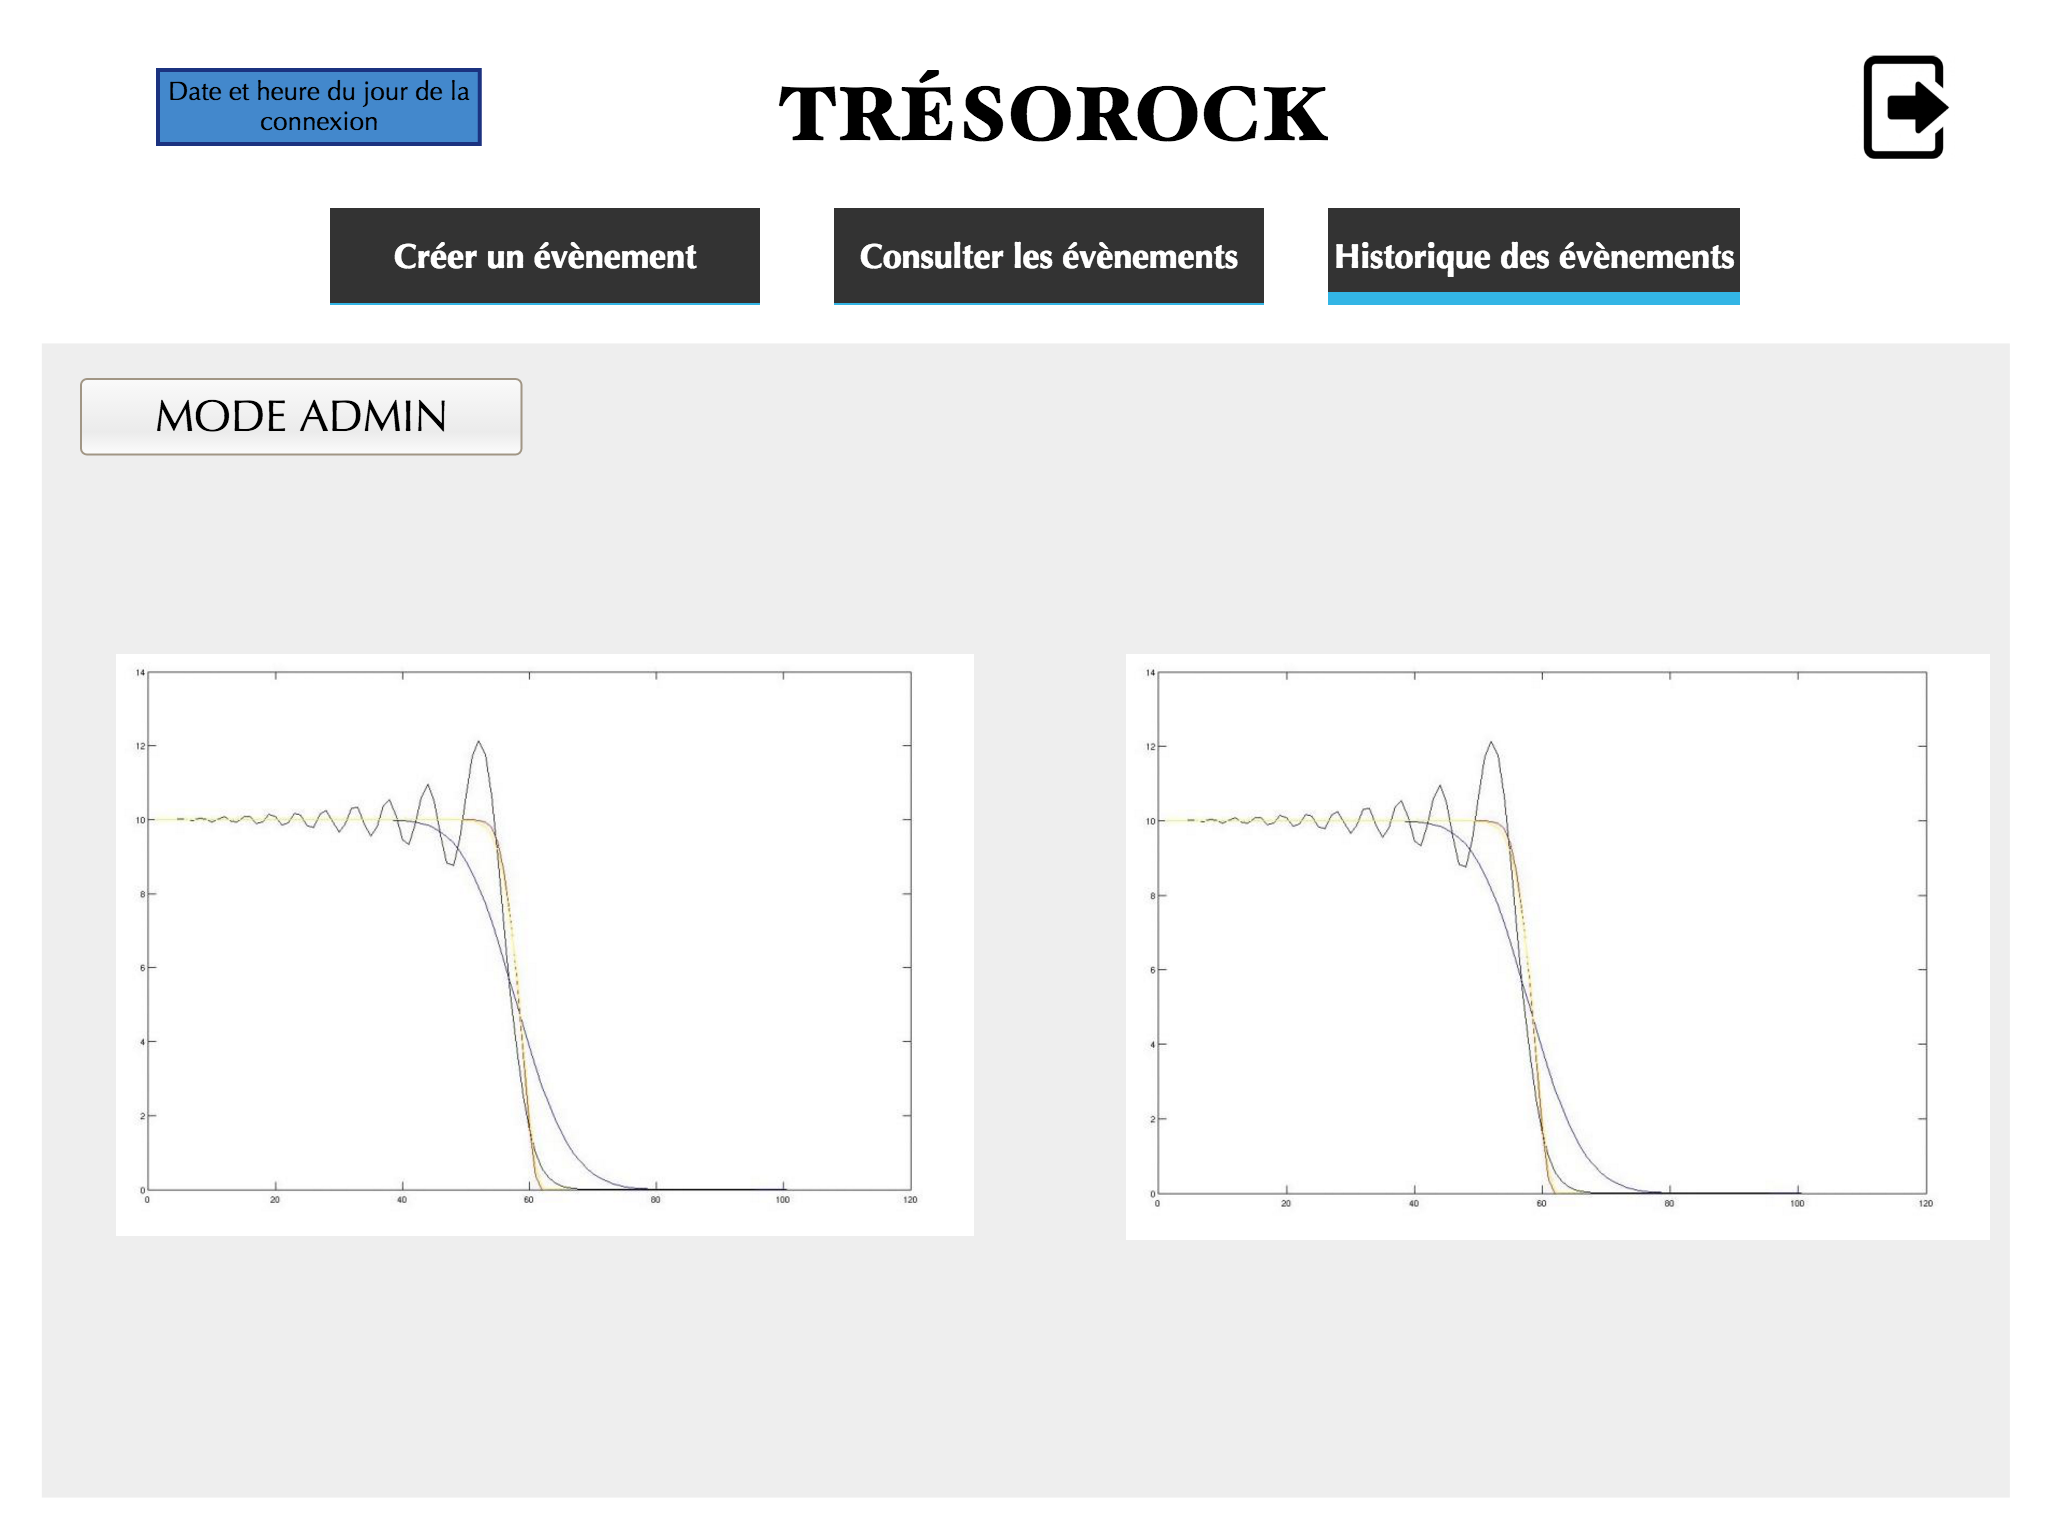 Date et heure du jour de la
connexion
TRÉSOROCK
Créer un évènement
Consulter les évènements
Historique des évènements
MODE ADMIN
14
12
10
8
6
4
2
0
0 20 40 60 80 100 120
14
12
10
8
6
4
2
0
0 20 40 60 80 100 120